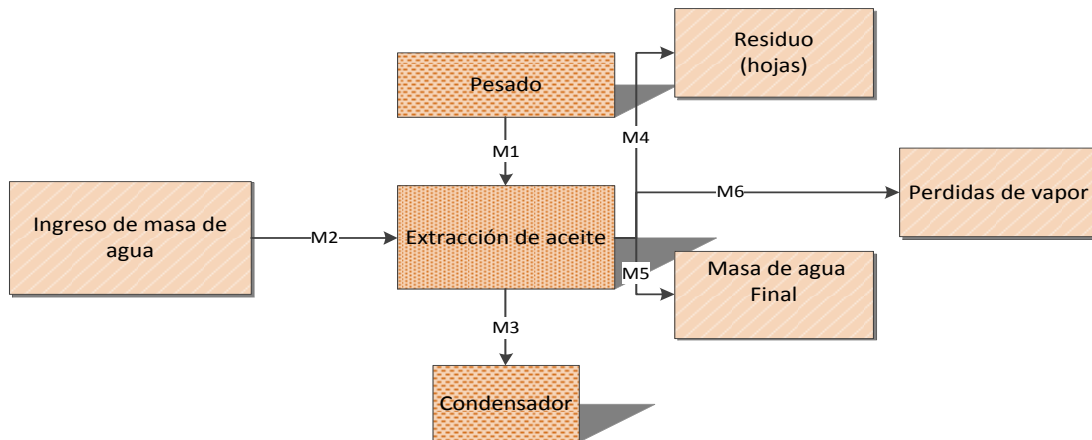 Pesado
Residuo
(hojas)
M4
M1
Ingreso de masa de
agua
M2
Extracción de aceite
M6
Perdidas de vapor
M5
Masa de agua
Final
M3
Condensador